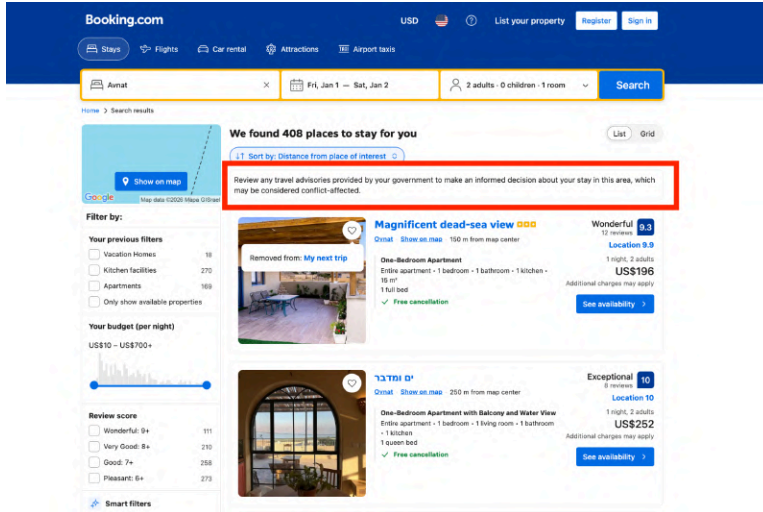 Booking.com
USD
List your property
Register
Sign in
Stays
Flights
Car rental
Attractions
Airport taxis
Avnat
Fri, Jan 1 — Sat, Jan 2
2 adults · 0 children · 1 room
Search
Home > Search results
We found 408 places to stay for you
List
Grid
Sort by: Distance from place of interest
Review any travel advisories provided by your government to make an informed decision about your stay in this area, which
may be considered conflict-affected.
Show on map
Google
Map data ©2026 Mapa GISrael
Filter by:
Your previous filters
Vacation Homes 18
Kitchen facilities 270
Apartments 169
Only show available properties
Your budget (per night)
US$10 – US$700+
Review score
Wonderful: 9+ 111
Very Good: 8+ 210
Good: 7+ 258
Pleasant: 6+ 273
Smart filters
Removed from: My next trip
Magnificent dead-sea view
Ovnat Show on map 150 m from map center
One-Bedroom Apartment
Entire apartment • 1 bedroom • 1 bathroom • 1 kitchen •
16 m²
1 full bed
Free cancellation
Wonderful 9.3
12 reviews
Location 9.9
1 night, 2 adults
US$196
Additional charges may apply
See availability
ים ומדבר
Ovnat Show on map 250 m from map center
One-Bedroom Apartment with Balcony and Water View
Entire apartment • 1 bedroom • 1 living room • 1 bathroom
• 1 kitchen
1 queen bed
Free cancellation
Exceptional 10
8 reviews
Location 10
1 night, 2 adults
US$252
Additional charges may apply
See availability